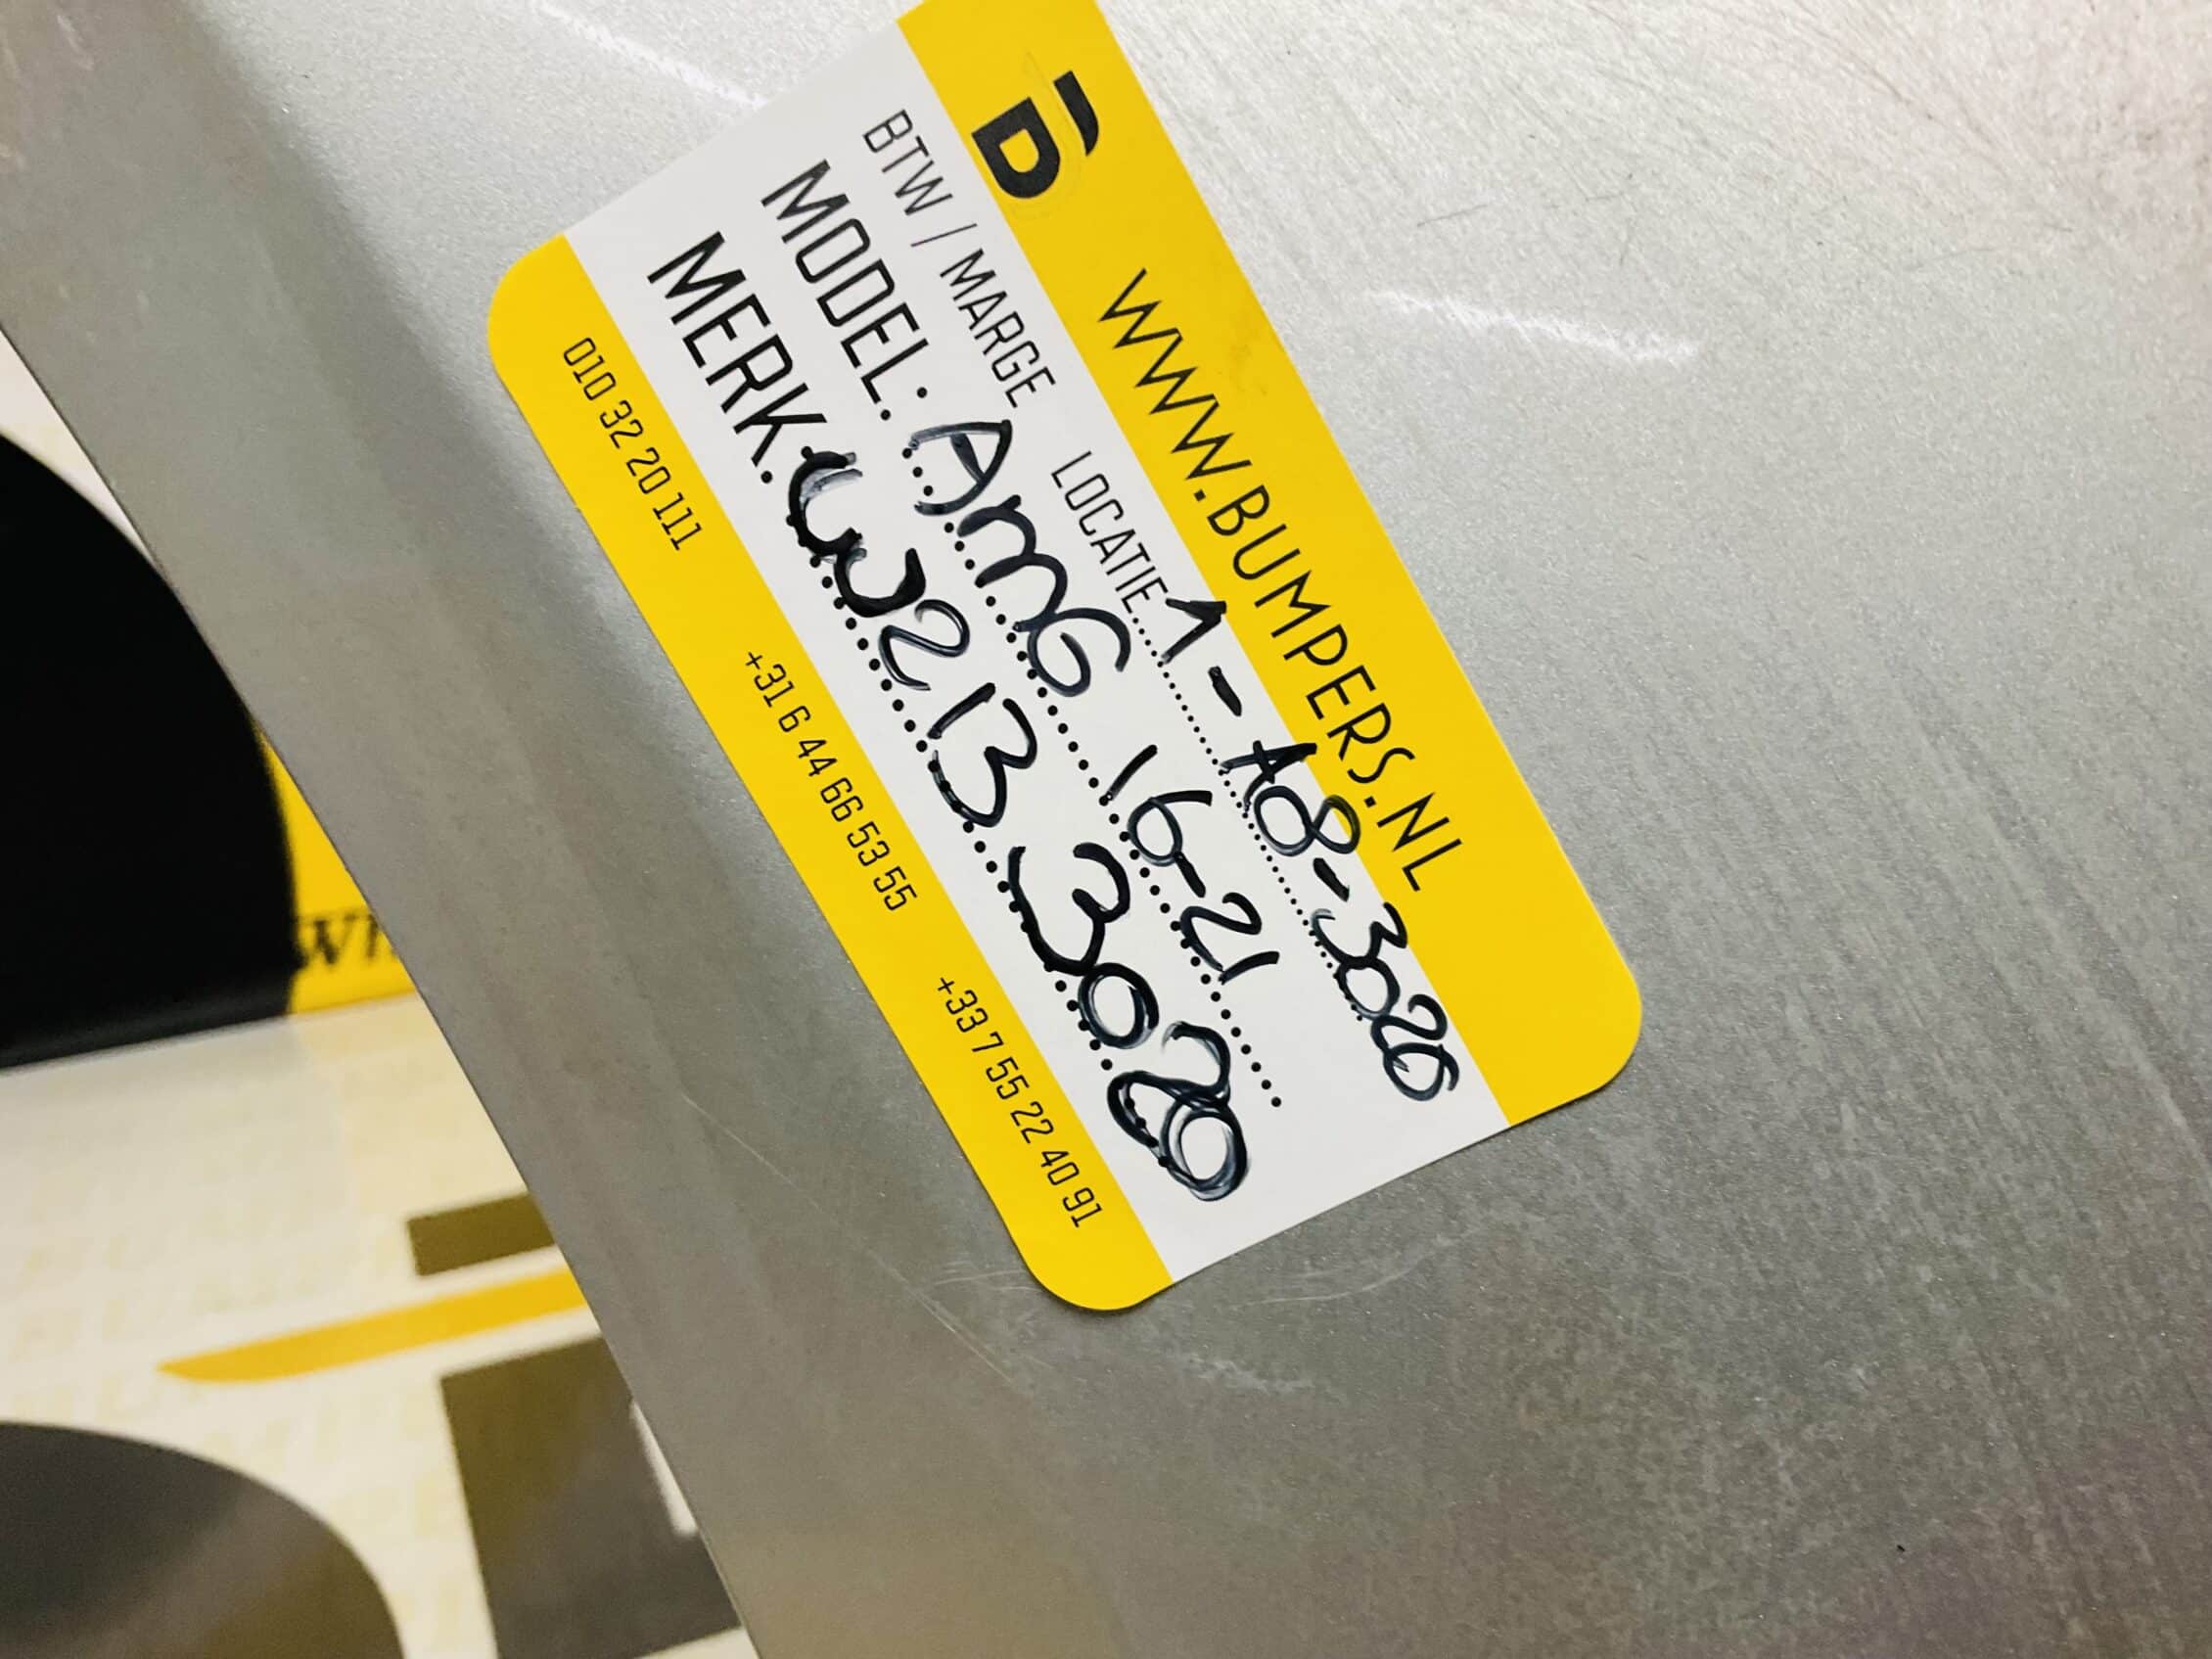 WWW.BUMPERS.NL
BTW / MARGE LOCATIE 1-A8-3020
MODEL: AMG 16-21
MERK: W213 3020
010 32 20 111 +31 6 44 66 53 55 +33 7 55 22 40 91